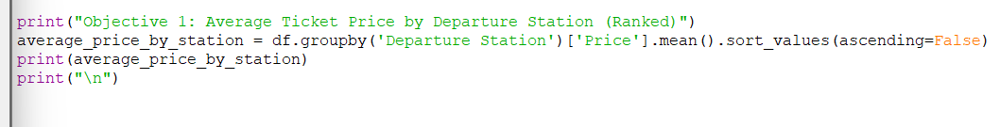 print("Objective 1: Average Ticket Price by Departure Station (Ranked)")
average_price_by_station = df.groupby('Departure Station')['Price'].mean().sort_values(ascending=False)
print(average_price_by_station)
print("\n")